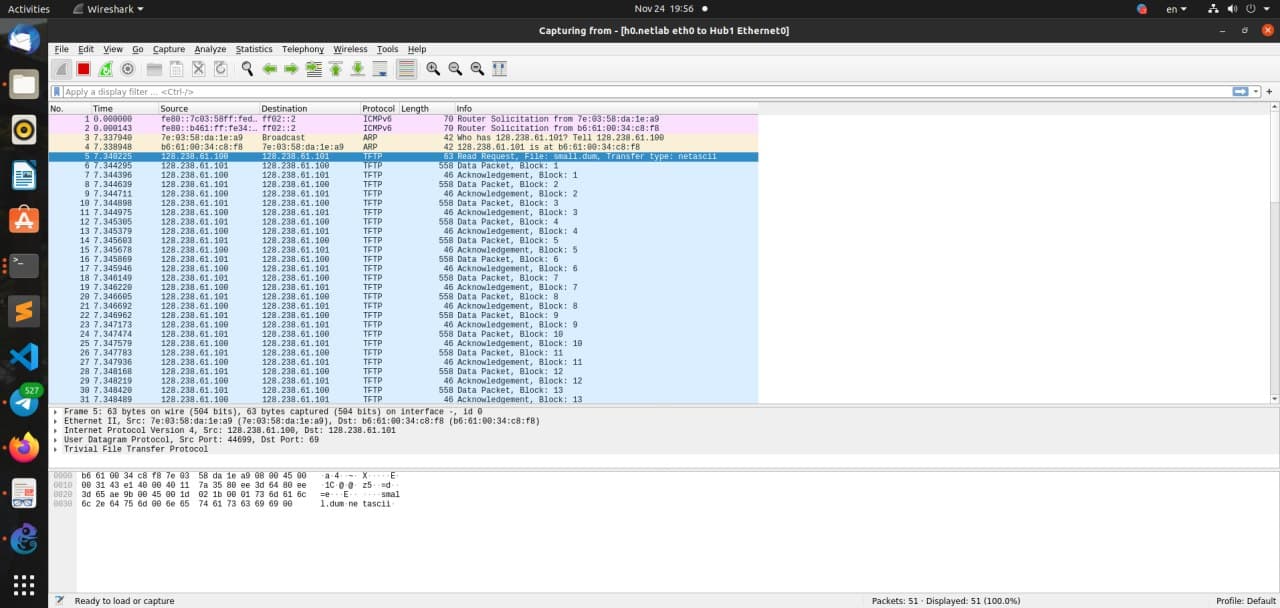 Activities Wireshark Nov 24 19:56 en
Capturing from - [h0.netlab eth0 to Hub1 Ethernet0]
File Edit View Go Capture Analyze Statistics Telephony Wireless Tools Help
Apply a display filter ... <Ctrl-/>
No. Time Source Destination Protocol Length Info
1 0.000000 fe80::7c03:58ff:fed… ff02::2 ICMPv6 70 Router Solicitation from 7e:03:58:da:1e:a9
2 0.000143 fe80::b461:ff:fe34:… ff02::2 ICMPv6 70 Router Solicitation from b6:61:00:34:c8:f8
3 7.337940 7e:03:58:da:1e:a9 Broadcast ARP 42 Who has 128.238.61.101? Tell 128.238.61.100
4 7.338948 b6:61:00:34:c8:f8 7e:03:58:da:1e:a9 ARP 42 128.238.61.101 is at b6:61:00:34:c8:f8
5 7.340225 128.238.61.100 128.238.61.101 TFTP 63 Read Request, File: small.dum, Transfer type: netascii
6 7.344295 128.238.61.101 128.238.61.100 TFTP 558 Data Packet, Block: 1
7 7.344396 128.238.61.100 128.238.61.101 TFTP 46 Acknowledgement, Block: 1
8 7.344639 128.238.61.101 128.238.61.100 TFTP 558 Data Packet, Block: 2
9 7.344711 128.238.61.100 128.238.61.101 TFTP 46 Acknowledgement, Block: 2
10 7.344898 128.238.61.101 128.238.61.100 TFTP 558 Data Packet, Block: 3
11 7.344975 128.238.61.100 128.238.61.101 TFTP 46 Acknowledgement, Block: 3
12 7.345305 128.238.61.101 128.238.61.100 TFTP 558 Data Packet, Block: 4
13 7.345379 128.238.61.100 128.238.61.101 TFTP 46 Acknowledgement, Block: 4
14 7.345603 128.238.61.101 128.238.61.100 TFTP 558 Data Packet, Block: 5
15 7.345678 128.238.61.100 128.238.61.101 TFTP 46 Acknowledgement, Block: 5
16 7.345869 128.238.61.101 128.238.61.100 TFTP 558 Data Packet, Block: 6
17 7.345946 128.238.61.100 128.238.61.101 TFTP 46 Acknowledgement, Block: 6
18 7.346149 128.238.61.101 128.238.61.100 TFTP 558 Data Packet, Block: 7
19 7.346220 128.238.61.100 128.238.61.101 TFTP 46 Acknowledgement, Block: 7
20 7.346605 128.238.61.101 128.238.61.100 TFTP 558 Data Packet, Block: 8
21 7.346692 128.238.61.100 128.238.61.101 TFTP 46 Acknowledgement, Block: 8
22 7.346962 128.238.61.101 128.238.61.100 TFTP 558 Data Packet, Block: 9
23 7.347173 128.238.61.100 128.238.61.101 TFTP 46 Acknowledgement, Block: 9
24 7.347474 128.238.61.101 128.238.61.100 TFTP 558 Data Packet, Block: 10
25 7.347579 128.238.61.100 128.238.61.101 TFTP 46 Acknowledgement, Block: 10
26 7.347783 128.238.61.101 128.238.61.100 TFTP 558 Data Packet, Block: 11
27 7.347936 128.238.61.100 128.238.61.101 TFTP 46 Acknowledgement, Block: 11
28 7.348168 128.238.61.101 128.238.61.100 TFTP 558 Data Packet, Block: 12
29 7.348219 128.238.61.100 128.238.61.101 TFTP 46 Acknowledgement, Block: 12
30 7.348420 128.238.61.101 128.238.61.100 TFTP 558 Data Packet, Block: 13
31 7.348489 128.238.61.100 128.238.61.101 TFTP 46 Acknowledgement, Block: 13
527
Frame 5: 63 bytes on wire (504 bits), 63 bytes captured (504 bits) on interface -, id 0
Ethernet II, Src: 7e:03:58:da:1e:a9 (7e:03:58:da:1e:a9), Dst: b6:61:00:34:c8:f8 (b6:61:00:34:c8:f8)
Internet Protocol Version 4, Src: 128.238.61.100, Dst: 128.238.61.101
User Datagram Protocol, Src Port: 44699, Dst Port: 69
Trivial File Transfer Protocol
0000 b6 61 00 34 c8 f8 7e 03 58 da 1e a9 08 00 45 00 ·a·4··~· X·····E·
0010 00 31 43 e1 40 00 40 11 7a 35 80 ee 3d 64 80 ee ·1C·@·@· z5··=d··
0020 3d 65 ae 9b 00 45 00 1d 02 1b 00 01 73 6d 61 6c =e···E·· ····smal
0030 6c 2e 64 75 6d 00 6e 65 74 61 73 63 69 69 00 l.dum·ne tascii·
Ready to load or capture Packets: 51 · Displayed: 51 (100.0%) Profile: Default